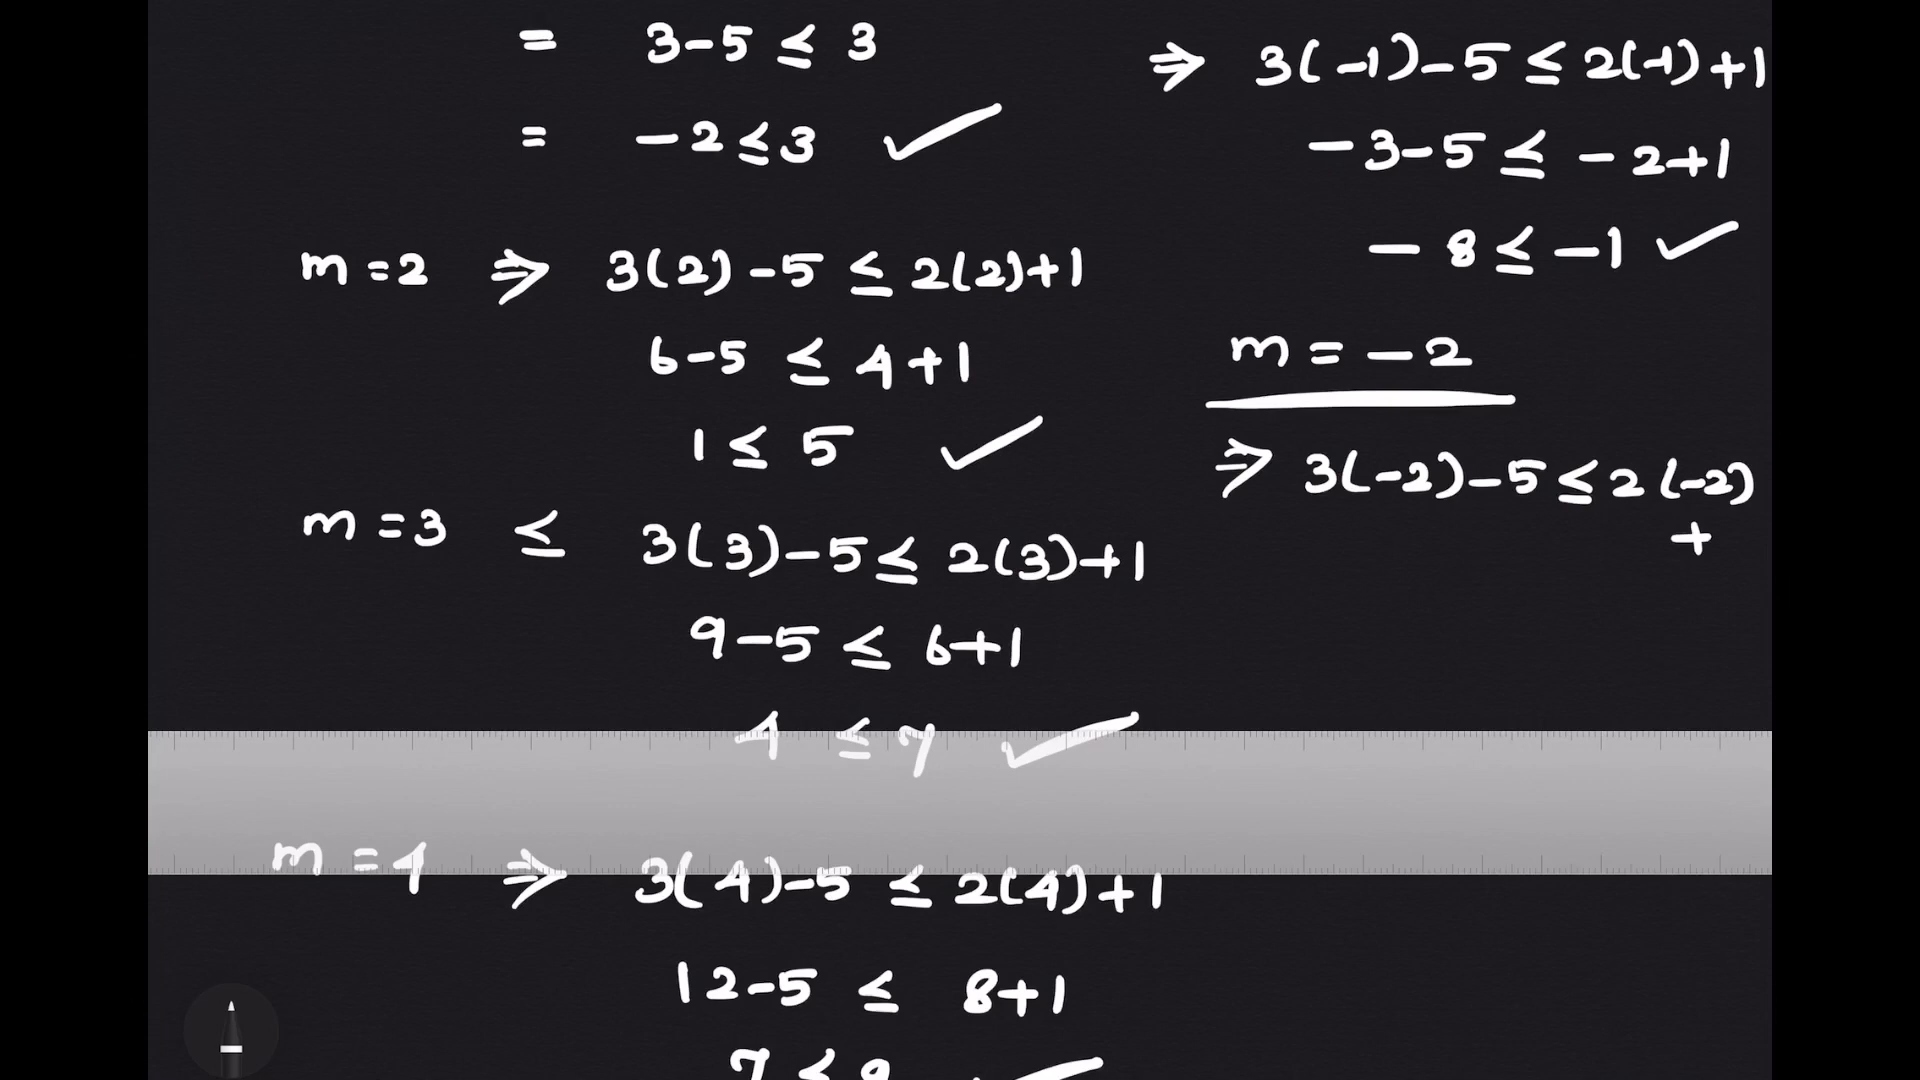 = 3-5 ≤ 3
= -2 ≤ 3 ✓
m = 2 ⇒ 3(2)-5 ≤ 2(2)+1
6-5 ≤ 4+1
1 ≤ 5 ✓
m = 3 ≤ 3(3)-5 ≤ 2(3)+1
9-5 ≤ 6+1
4 ≤ 7 ✓
m = 4 ⇒ 3(4)-5 ≤ 2(4)+1
12-5 ≤ 8+1
7 ≤ 9 ✓
⇒ 3(-1)-5 ≤ 2(-1)+1
-3-5 ≤ -2+1
-8 ≤ -1 ✓
m = -2
⇒ 3(-2)-5 ≤ 2(-2)
+